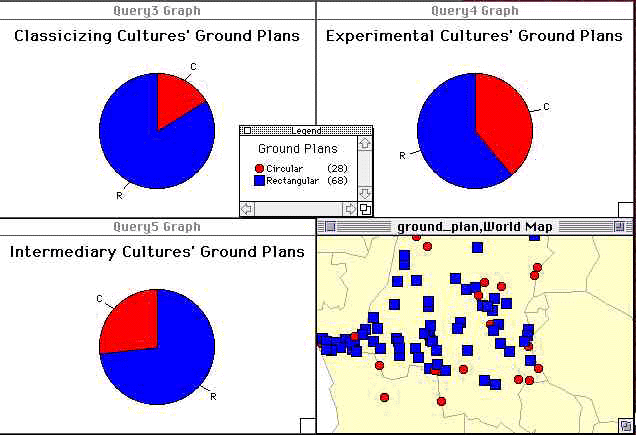 Query3 Graph
Classicizing Cultures' Ground Plans
C
R
Query4 Graph
Experimental Cultures' Ground Plans
C
R
Legend
Ground Plans
Circular (28)
Rectangular (68)
Query5 Graph
Intermediary Cultures' Ground Plans
C
R
ground_plan,World Map